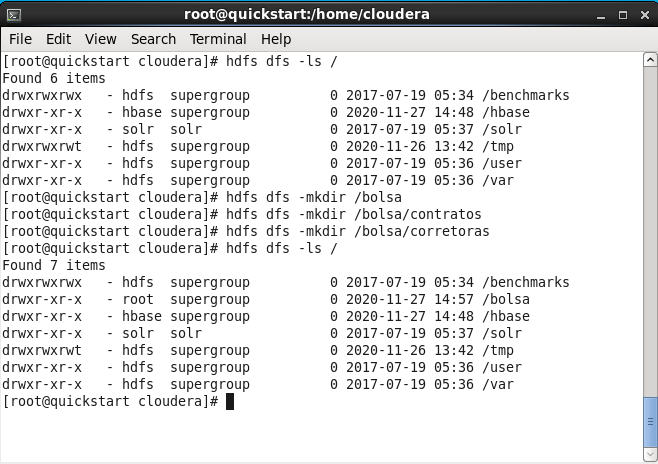 root@quickstart:/home/cloudera
File Edit View Search Terminal Help
[root@quickstart cloudera]# hdfs dfs -ls /
Found 6 items
drwxrwxrwx   - hdfs  supergroup          0 2017-07-19 05:34 /benchmarks
drwxr-xr-x   - hbase supergroup          0 2020-11-27 14:48 /hbase
drwxr-xr-x   - solr  solr                0 2017-07-19 05:37 /solr
drwxrwxrwt   - hdfs  supergroup          0 2020-11-26 13:42 /tmp
drwxr-xr-x   - hdfs  supergroup          0 2017-07-19 05:36 /user
drwxr-xr-x   - hdfs  supergroup          0 2017-07-19 05:36 /var
[root@quickstart cloudera]# hdfs dfs -mkdir /bolsa
[root@quickstart cloudera]# hdfs dfs -mkdir /bolsa/contratos
[root@quickstart cloudera]# hdfs dfs -mkdir /bolsa/corretoras
[root@quickstart cloudera]# hdfs dfs -ls /
Found 7 items
drwxrwxrwx   - hdfs  supergroup          0 2017-07-19 05:34 /benchmarks
drwxr-xr-x   - root  supergroup          0 2020-11-27 14:57 /bolsa
drwxr-xr-x   - hbase supergroup          0 2020-11-27 14:48 /hbase
drwxr-xr-x   - solr  solr                0 2017-07-19 05:37 /solr
drwxrwxrwt   - hdfs  supergroup          0 2020-11-26 13:42 /tmp
drwxr-xr-x   - hdfs  supergroup          0 2017-07-19 05:36 /user
drwxr-xr-x   - hdfs  supergroup          0 2017-07-19 05:36 /var
[root@quickstart cloudera]#